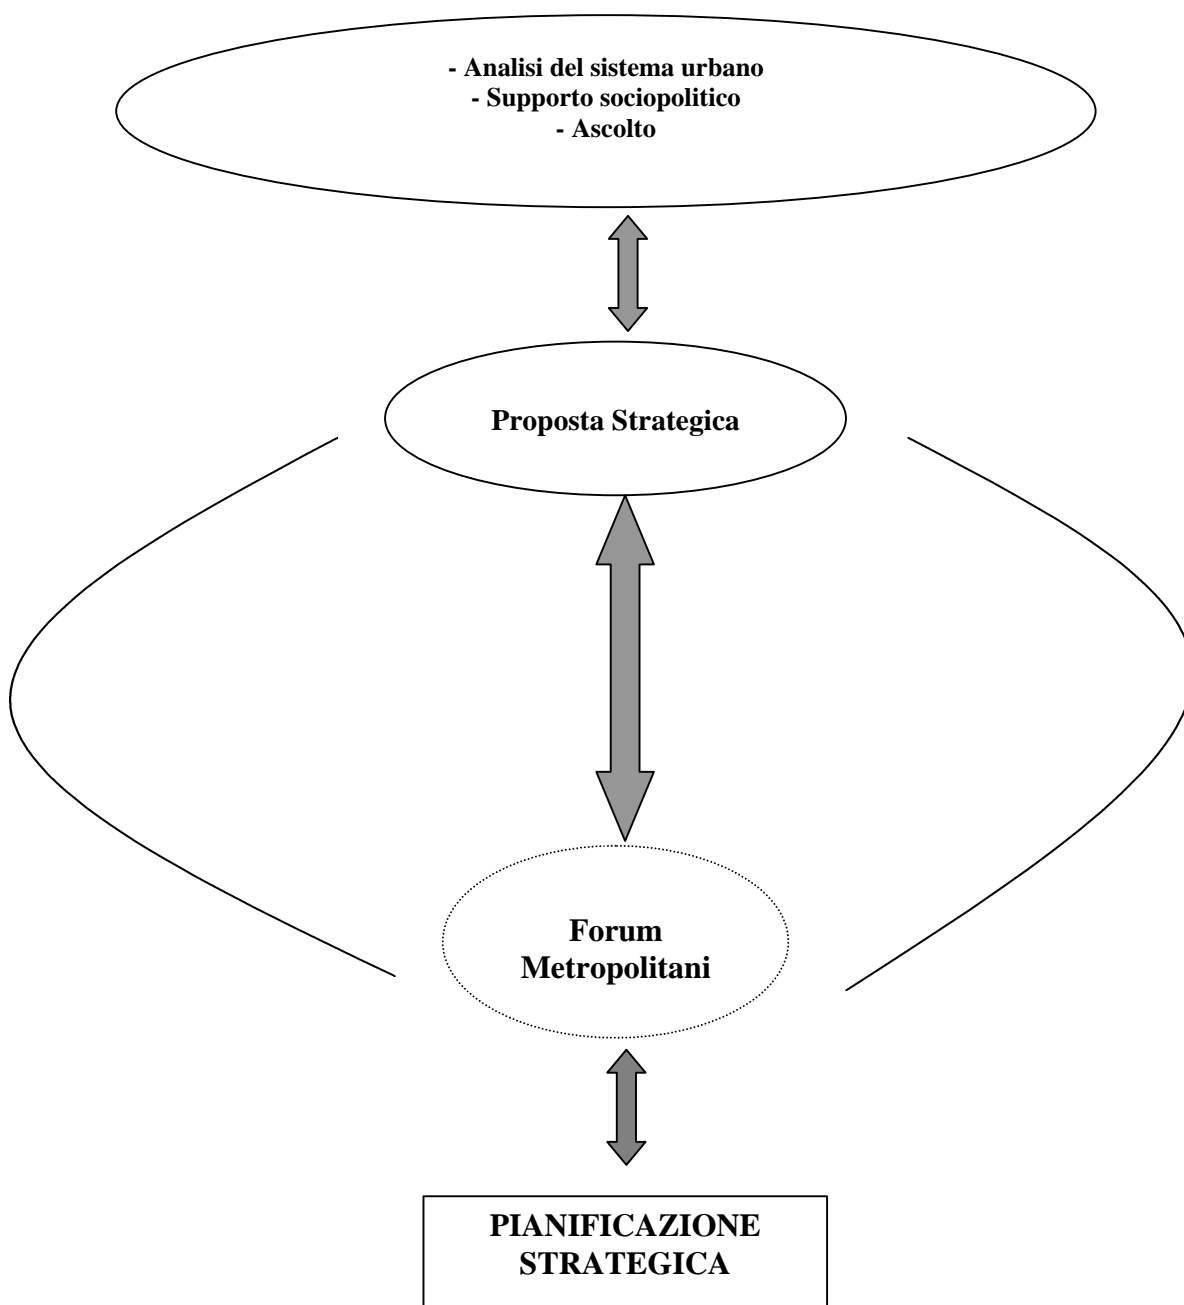 - Analisi del sistema urbano
- Supporto sociopolitico
- Ascolto
Proposta Strategica
Forum
Metropolitani
PIANIFICAZIONE
STRATEGICA